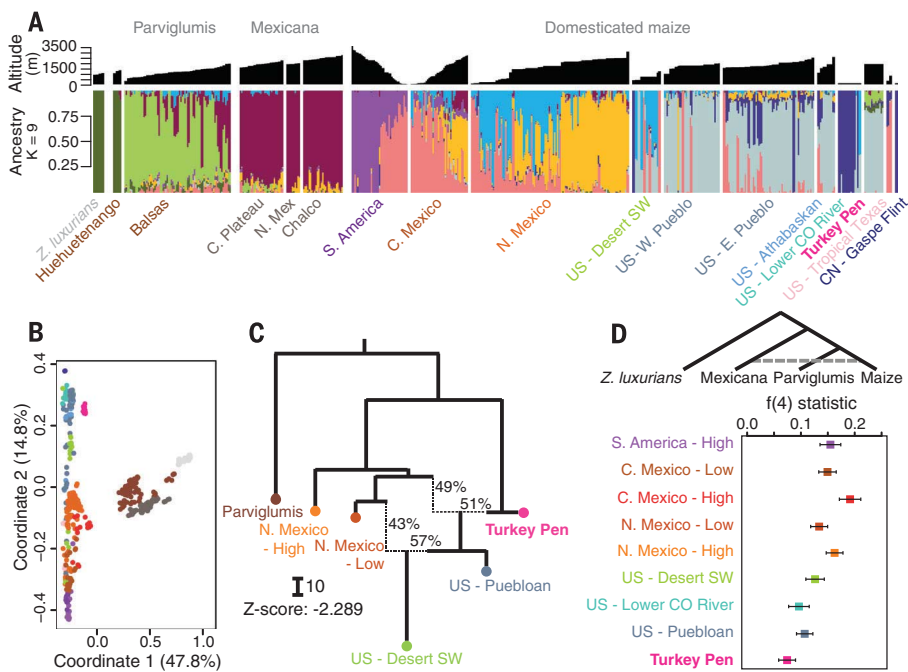 A
Parviglumis Mexicana Domesticated maize
Altitude
(m)
3500
1500
0
Ancestry
K = 9
0.75
0.50
0.25
Z. luxurians
Huehuetenango
Balsas
C. Plateau
N. Mex
Chalco
S. America
C. Mexico
N. Mexico
US - Desert SW
US-W. Pueblo
US - E. Pueblo
US - Athabaskan
US - Lower CO River
Turkey Pen
US - Tropical Texas
CN - Gaspe Flint
B
Coordinate 2 (14.8%)
0.4
0.2
0.0
-0.2
-0.4
0.0 0.5 1.0
Coordinate 1 (47.8%)
C
49%
51%
Parviglumis
N. Mexico
- High
N. Mexico
- Low
43%
57%
Turkey Pen
US - Puebloan
10
Z-score: -2.289
US - Desert SW
D
Z. luxurians Mexicana Parviglumis Maize
f(4) statistic
0.0 0.1 0.2
S. America - High
C. Mexico - Low
C. Mexico - High
N. Mexico - Low
N. Mexico - High
US - Desert SW
US - Lower CO River
US - Puebloan
Turkey Pen